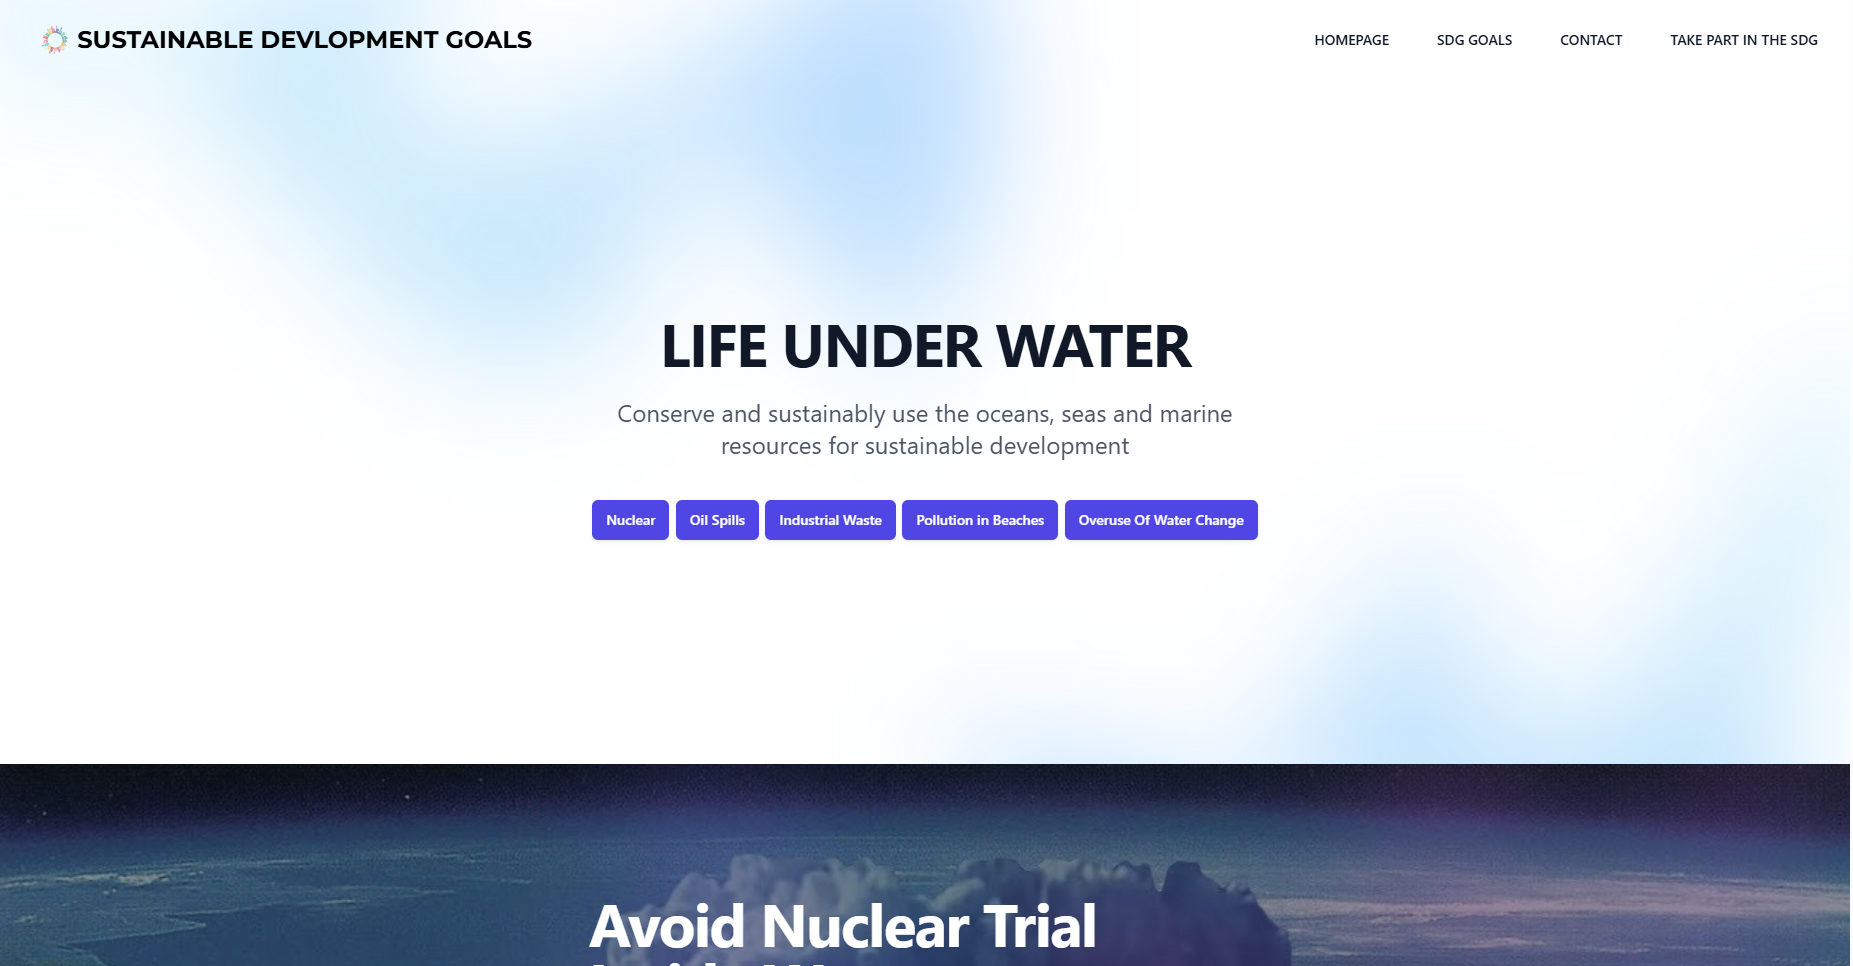 SUSTAINABLE DEVLOPMENT GOALS
HOMEPAGE
SDG GOALS
CONTACT
TAKE PART IN THE SDG
LIFE UNDER WATER
Conserve and sustainably use the oceans, seas and marine
resources for sustainable development
Nuclear
Oil Spills
Industrial Waste
Pollution in Beaches
Overuse Of Water Change
Avoid Nuclear Trial